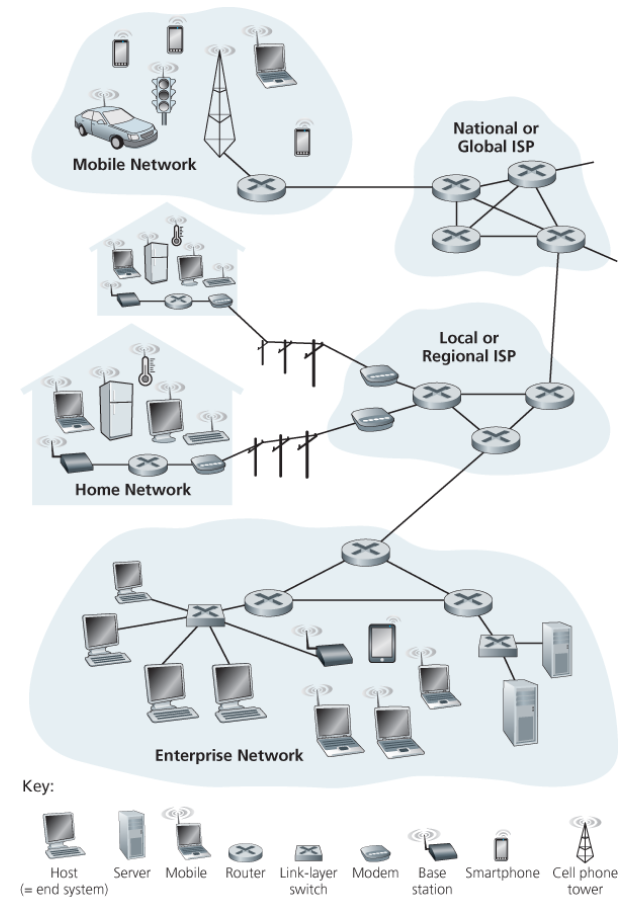 Mobile Network
National or
Global ISP
Local or
Regional ISP
Home Network
Enterprise Network
Key:
Host
(= end system)
Server
Mobile
Router
Link-layer
switch
Modem
Base
station
Smartphone
Cell phone
tower